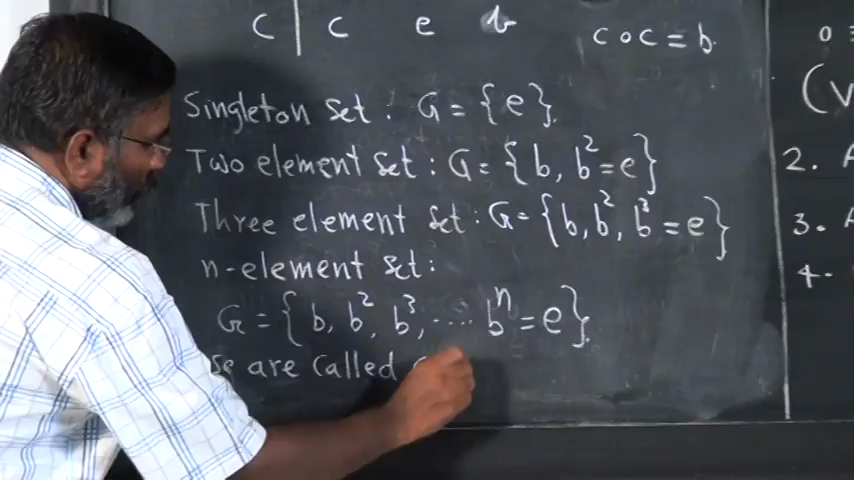 c | c e b
coc = b
Singleton set : G = {e}
Two element set : G = {b, b² = e}
Three element set : G = {b, b², b³ = e}
n-element set :
G = {b, b², b³, ..... bⁿ = e}
se are called
2.
3.
4.